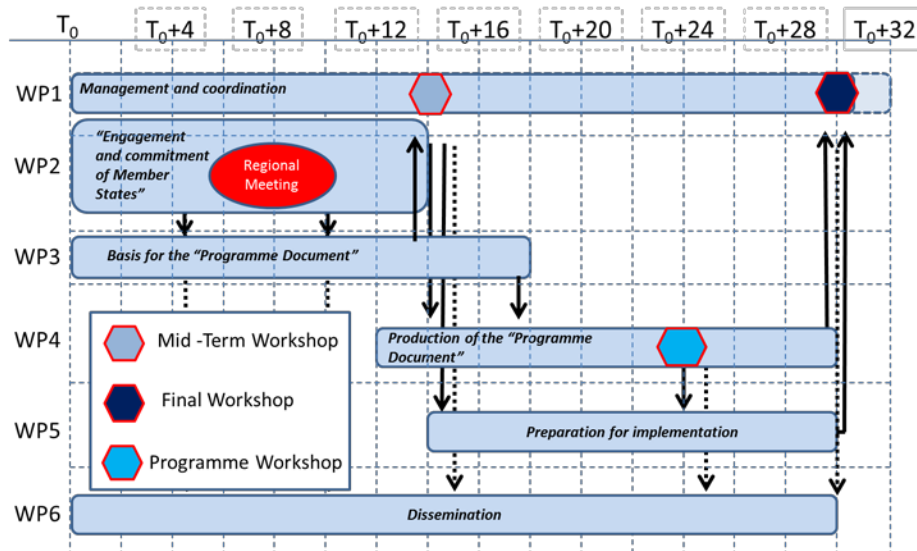 T0 T0+4 T0+8 T0+12 T0+16 T0+20 T0+24 T0+28 T0+32
WP1
Management and coordination
WP2
“Engagement
and commitment
of Member
States”
Regional
Meeting
WP3
Basis for the “Programme Document”
WP4
Production of the “Programme
Document”
Mid -Term Workshop
Final Workshop
Programme Workshop
WP5
Preparation for implementation
WP6
Dissemination